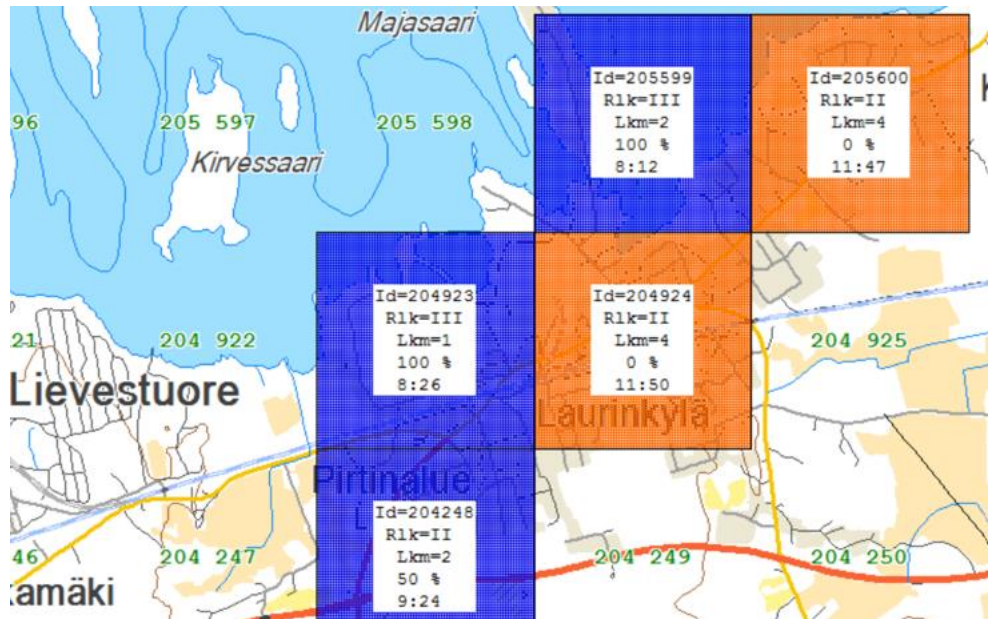 Majasaari
Id=205599
Rlk=III
Lkm=2
100 %
8:12
Id=205600
Rlk=II
Lkm=4
0 %
11:47
K
96
205 597
205 598
Kirvessaari
Id=204923
Rlk=III
Lkm=1
100 %
8:26
Id=204924
Rlk=II
Lkm=4
0 %
11:50
21
204 922
204 925
Lievestuore
Laurinkylä
Pirtinalue
Id=204248
Rlk=II
Lkm=2
50 %
9:24
46
204 247
204 249
204 250
kamäki